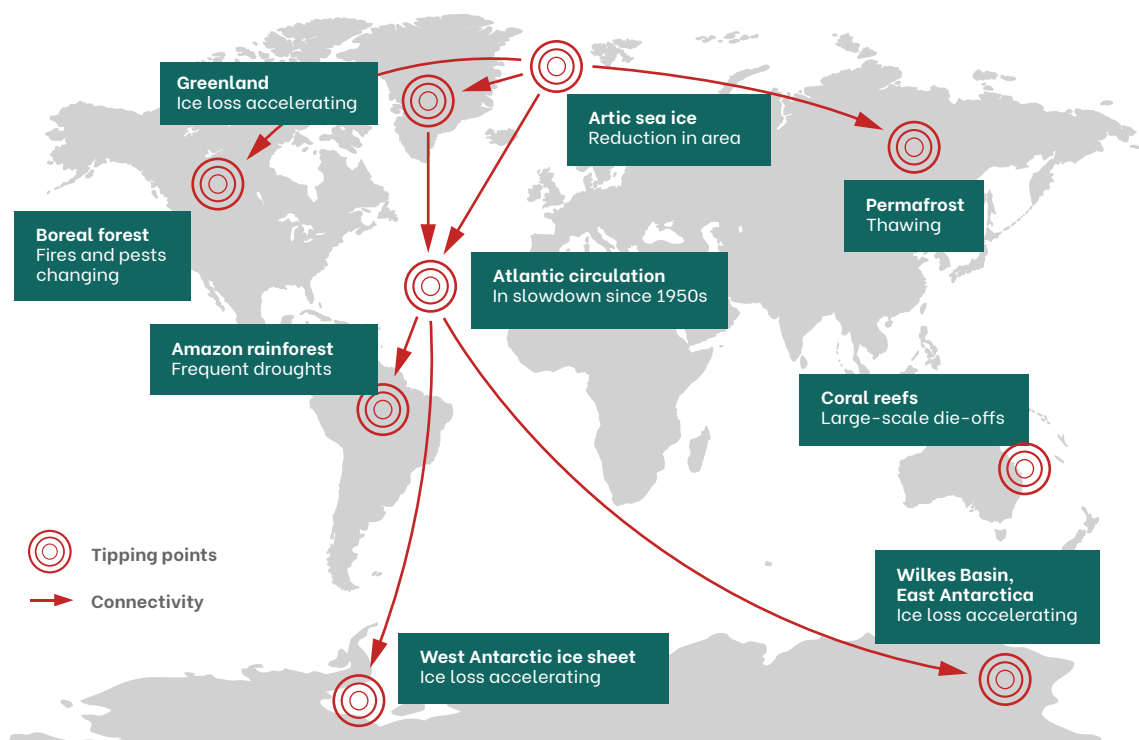 Greenland
Ice loss accelerating
Artic sea ice
Reduction in area
Permafrost
Thawing
Boreal forest
Fires and pests
changing
Atlantic circulation
In slowdown since 1950s
Amazon rainforest
Frequent droughts
Coral reefs
Large-scale die-offs
Tipping points
Connectivity
Wilkes Basin,
East Antarctica
Ice loss accelerating
West Antarctic ice sheet
Ice loss accelerating